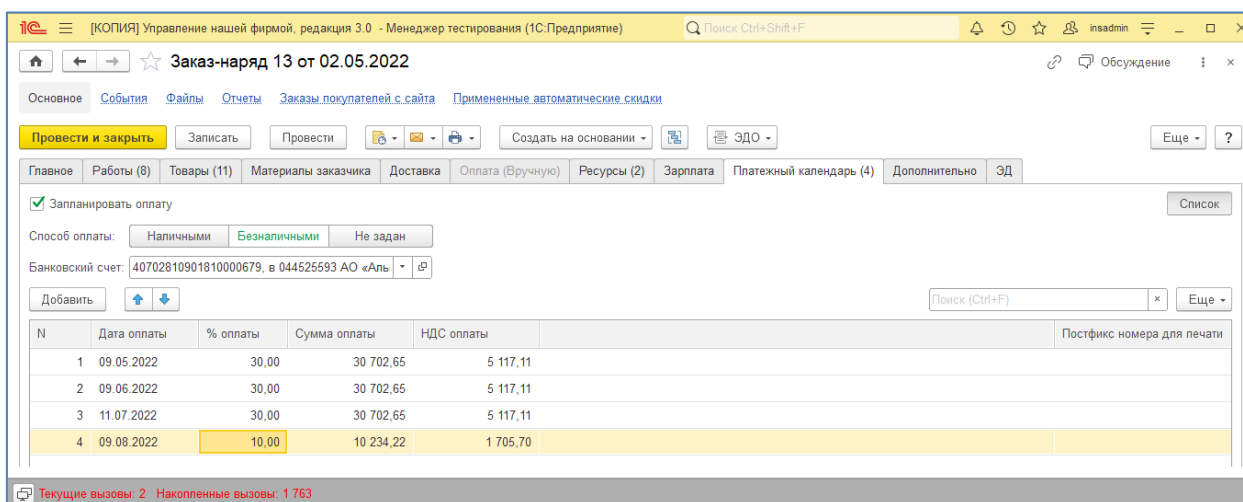 1С [КОПИЯ] Управление нашей фирмой, редакция 3.0 - Менеджер тестирования (1С:Предприятие) Поиск Ctrl+Shift+F insadmin
Заказ-наряд 13 от 02.05.2022 Обсуждение
Основное События Файлы Отчеты Заказы покупателей с сайта Примененные автоматические скидки
Провести и закрыть Записать Провести Создать на основании ЭДО Еще ?
Главное Работы (8) Товары (11) Материалы заказчика Доставка Оплата (Вручную) Ресурсы (2) Зарплата Платежный календарь (4) Дополнительно ЭД
Запланировать оплату Список
Способ оплаты: Наличными Безналичными Не задан
Банковский счет: 40702810901810000679, в 044525593 АО «Аль
Добавить Поиск (Ctrl+F) × Еще
N Дата оплаты % оплаты Сумма оплаты НДС оплаты Постфикс номера для печати
1 09.05.2022 30,00 30 702,65 5 117,11
2 09.06.2022 30,00 30 702,65 5 117,11
3 11.07.2022 30,00 30 702,65 5 117,11
4 09.08.2022 10,00 10 234,22 1 705,70
Текущие вызовы: 2 Накопленные вызовы: 1 763